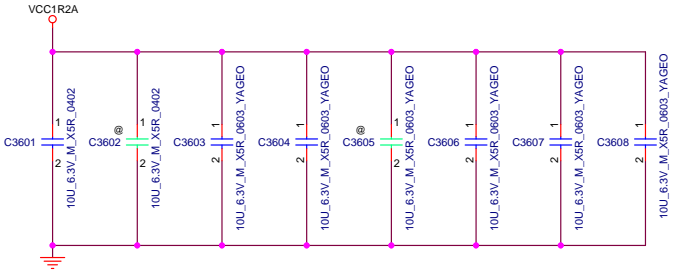 VCC1R2A
C3601
1
2
10U_6.3V_M_X5R_0402
@
C3602
1
2
10U_6.3V_M_X5R_0402
C3603
1
2
10U_6.3V_M_X5R_0603_YAGEO
C3604
1
2
10U_6.3V_M_X5R_0603_YAGEO
@
C3605
1
2
10U_6.3V_M_X5R_0603_YAGEO
C3606
1
2
10U_6.3V_M_X5R_0603_YAGEO
C3607
1
2
10U_6.3V_M_X5R_0603_YAGEO
C3608
1
2
10U_6.3V_M_X5R_0603_YAGEO